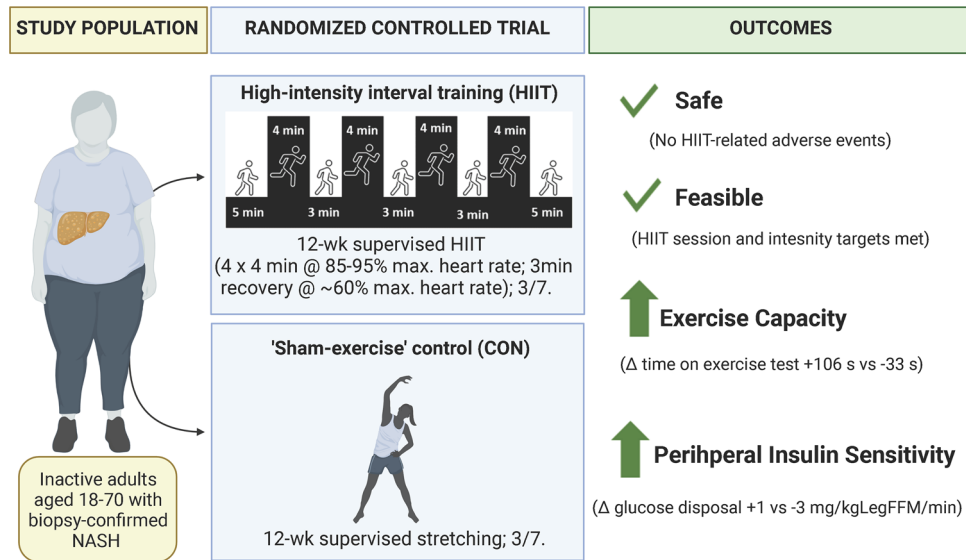 STUDY POPULATION
RANDOMIZED CONTROLLED TRIAL
OUTCOMES
Inactive adults
aged 18-70 with
biopsy-confirmed
NASH
High-intensity interval training (HIIT)
4 min
4 min
4 min
4 min
5 min
3 min
3 min
3 min
5 min
12-wk supervised HIIT
(4 x 4 min @ 85-95% max. heart rate; 3min
recovery @ ~60% max. heart rate); 3/7.
'Sham-exercise' control (CON)
12-wk supervised stretching; 3/7.
Safe
(No HIIT-related adverse events)
Feasible
(HIIT session and intesnity targets met)
Exercise Capacity
(Δ time on exercise test +106 s vs -33 s)
Perihperal Insulin Sensitivity
(Δ glucose disposal +1 vs -3 mg/kgLegFFM/min)